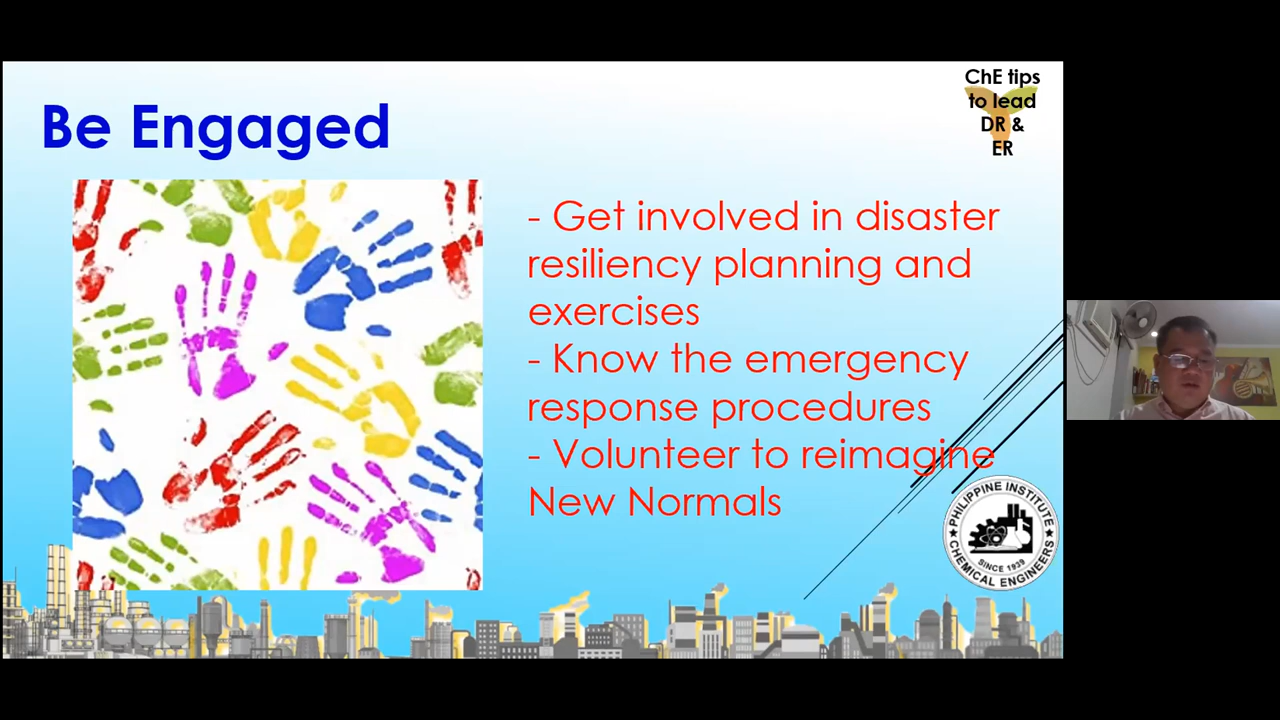 Be Engaged
ChE tips
to lead
DR &
ER
- Get involved in disaster
resiliency planning and
exercises
- Know the emergency
response procedures
- Volunteer to reimagine
New Normals
PHILIPPINE INSTITUTE
CHEMICAL ENGINEERS
SINCE 1939